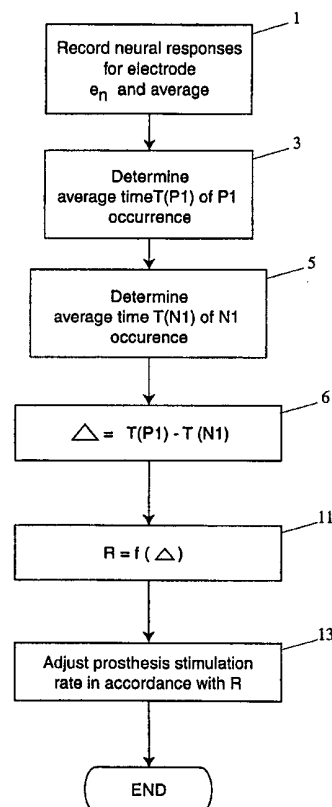 1
Record neural responses
for electrode
en and average
3
Determine
average timeT(P1) of P1
occurrence
5
Determine
average time T(N1) of N1
occurence
6
△ = T(P1) - T (N1)
11
R = f ( △ )
13
Adjust prosthesis stimulation
rate in accordance with R
END